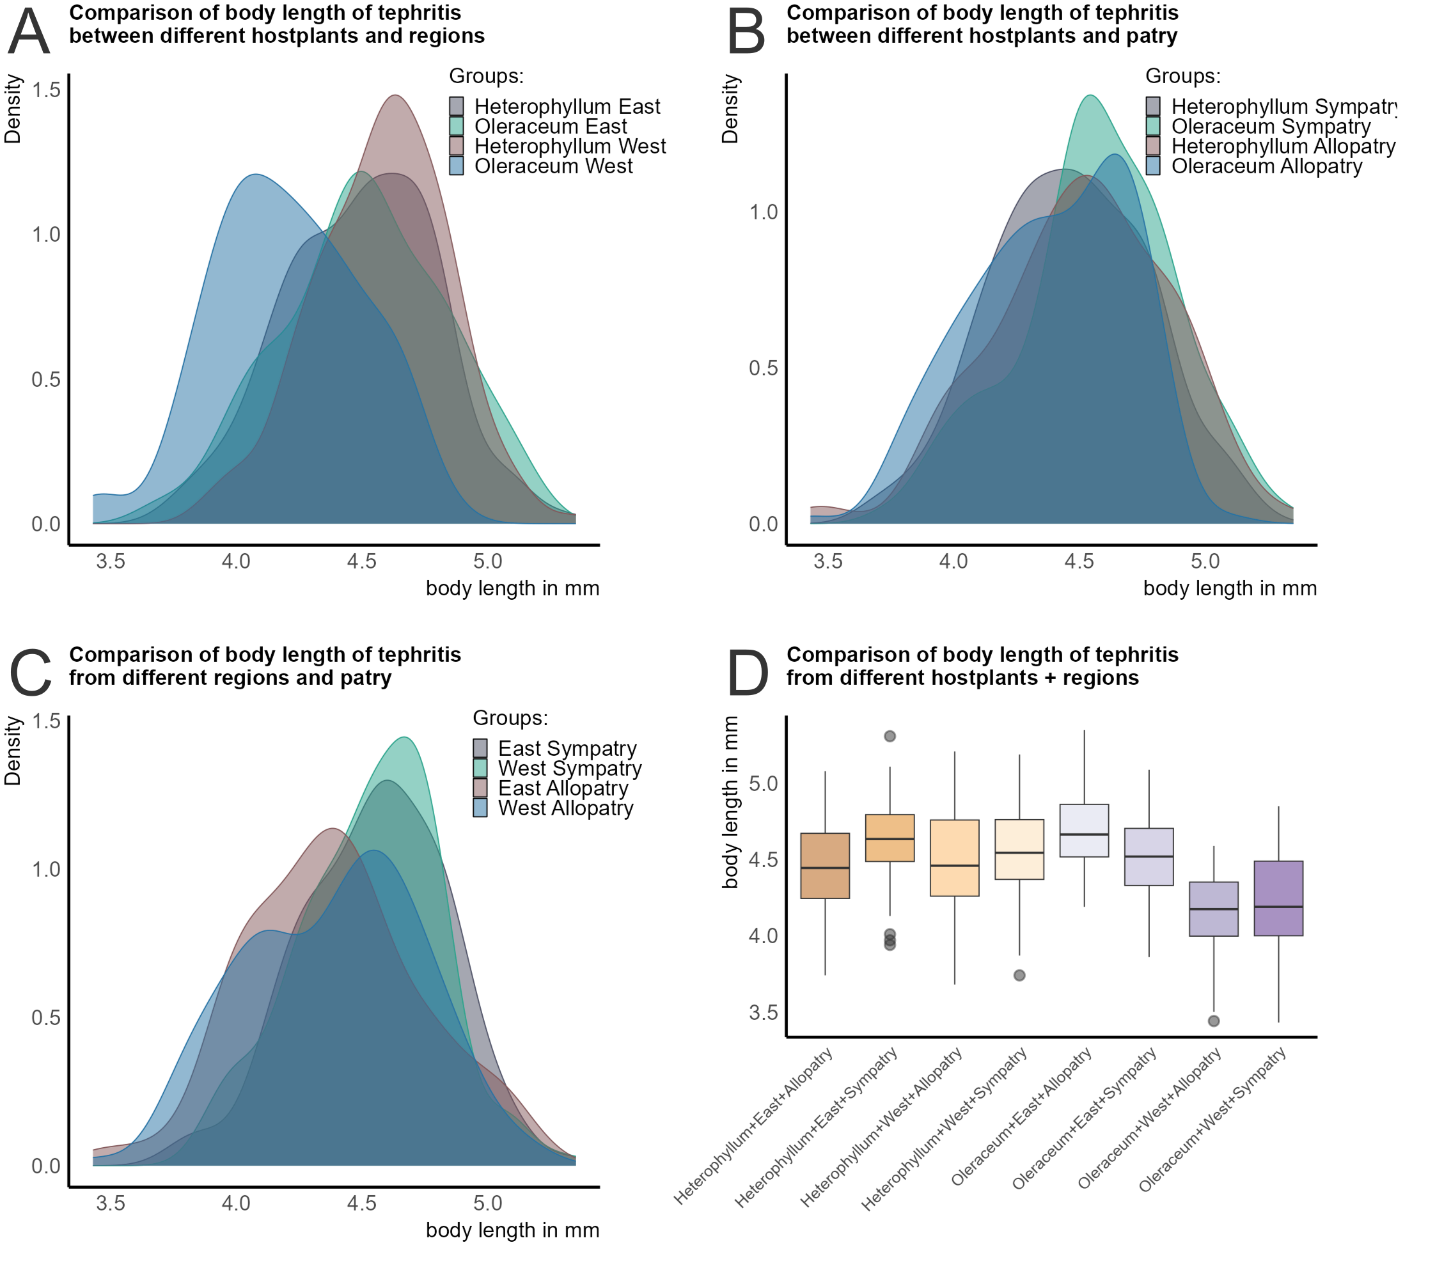 A
Comparison of body length of tephritis
between different hostplants and regions
Density
Groups:
Heterophyllum East
Oleraceum East
Heterophyllum West
Oleraceum West
1.5
1.0
0.5
0.0
3.5 4.0 4.5 5.0
body length in mm
B
Comparison of body length of tephritis
between different hostplants and patry
Density
Groups:
Heterophyllum Sympatry
Oleraceum Sympatry
Heterophyllum Allopatry
Oleraceum Allopatry
1.0
0.5
0.0
3.5 4.0 4.5 5.0
body length in mm
C
Comparison of body length of tephritis
from different regions and patry
Density
Groups:
East Sympatry
West Sympatry
East Allopatry
West Allopatry
1.5
1.0
0.5
0.0
3.5 4.0 4.5 5.0
body length in mm
D
Comparison of body length of tephritis
from different hostplants + regions
body length in mm
5.0
4.5
4.0
3.5
Heterophyllum+East+Allopatry
Heterophyllum+East+Sympatry
Heterophyllum+West+Allopatry
Heterophyllum+West+Sympatry
Oleraceum+East+Allopatry
Oleraceum+East+Sympatry
Oleraceum+West+Allopatry
Oleraceum+West+Sympatry